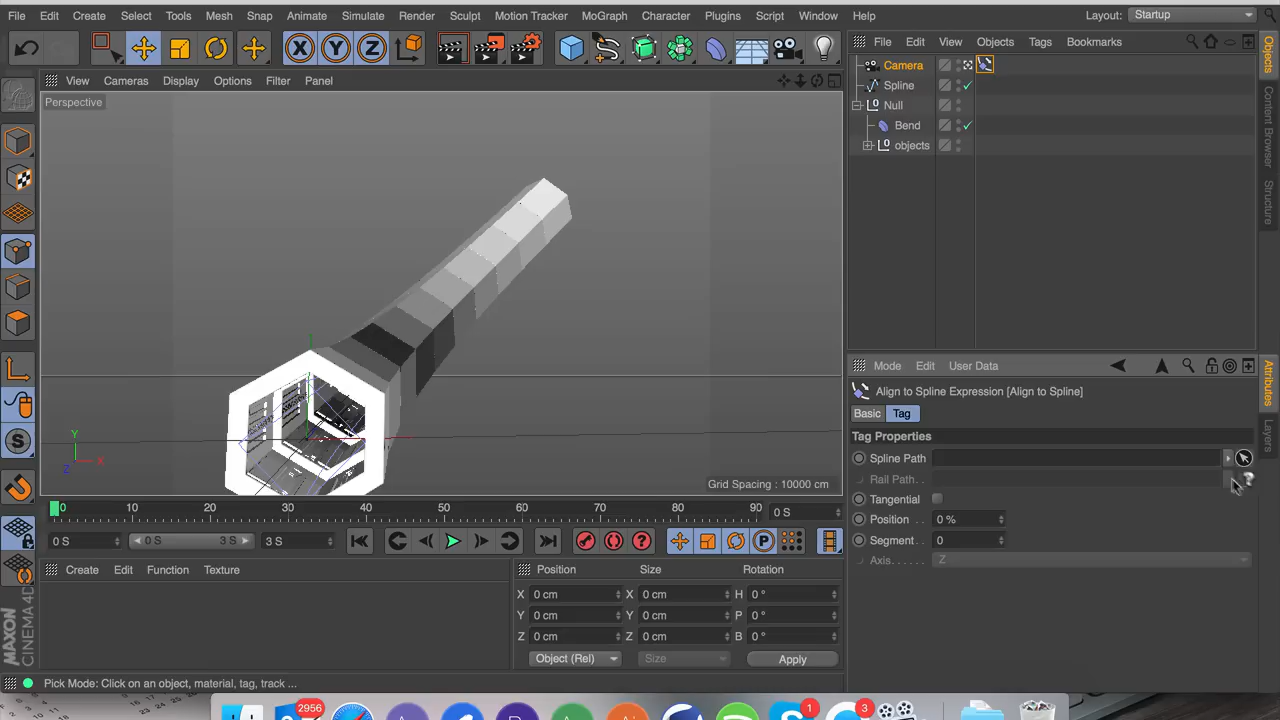 File Edit Create Select Tools Mesh Snap Animate Simulate Render Sculpt Motion Tracker MoGraph Character Plugins Script Window Help Layout: Startup
X Y Z
File Edit View Objects Tags Bookmarks
View Cameras Display Options Filter Panel
Perspective
Camera
Spline
Null
Bend
objects
Objects
Content Browser
Structure
Mode Edit User Data
Align to Spline Expression [Align to Spline]
Basic Tag
Tag Properties
Spline Path
Rail Path
Tangential
Position 0 %
Segment 0
Axis Z
Attributes
Layers
Y
X
Z
Grid Spacing : 10000 cm
0 10 20 30 40 50 60 70 80 90 0 S
0 S 0 S 3 S 3 S
P
S
Create Edit Function Texture
Position Size Rotation
X 0 cm X 0 cm H 0 °
Y 0 cm Y 0 cm P 0 °
Z 0 cm Z 0 cm B 0 °
Object (Rel) Size Apply
MAXON
CINEMA 4D
Pick Mode: Click on an object, material, tag, track ...
2956 1 3